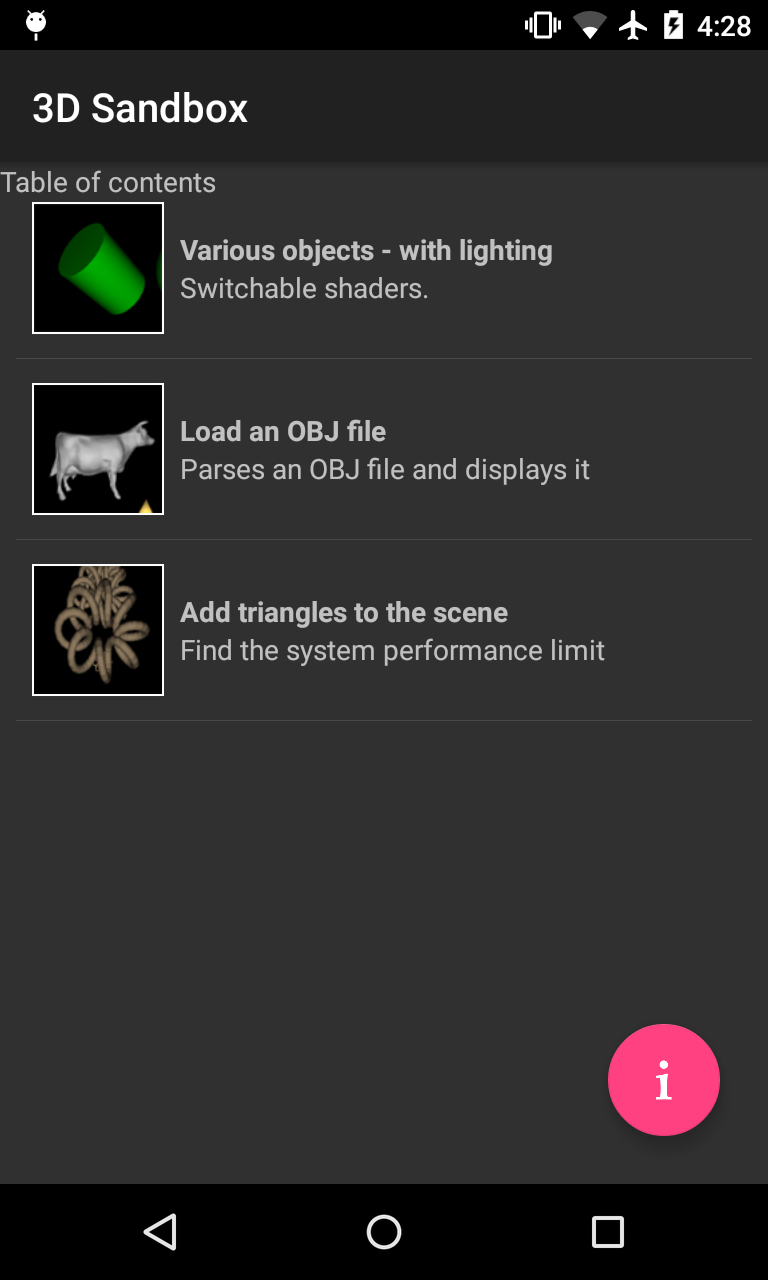 4:28
3D Sandbox
Table of contents
Various objects - with lighting
Switchable shaders.
Load an OBJ file
Parses an OBJ file and displays it
Add triangles to the scene
Find the system performance limit
i